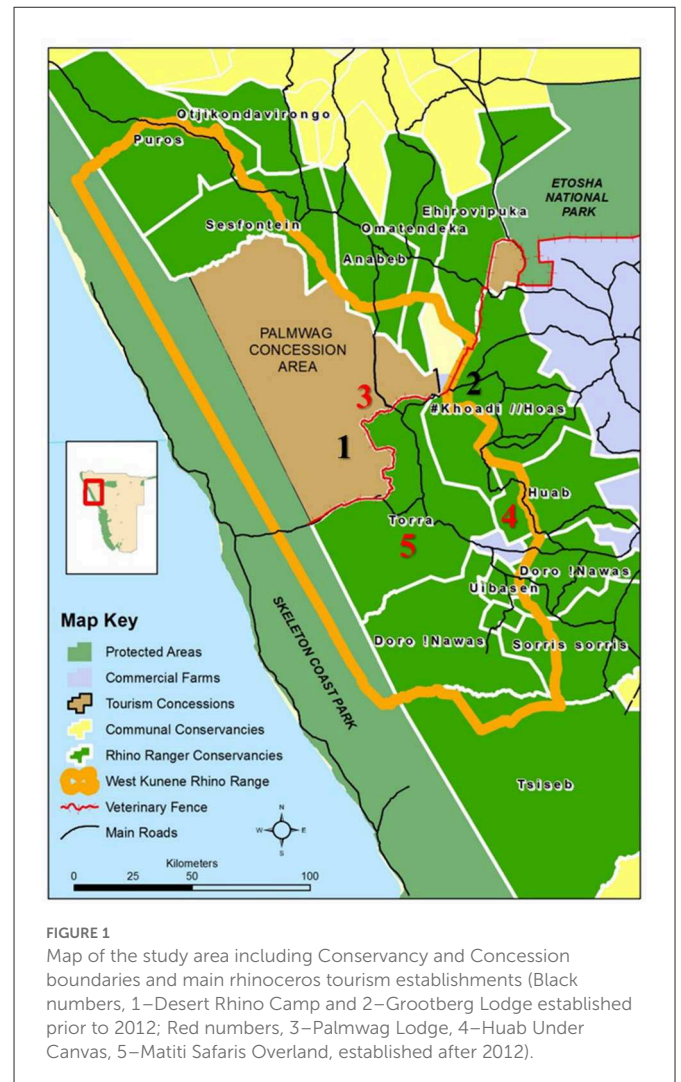 Otjikondavirongo
Puros
ETOSHA
NATIONAL
PARK
Ehirovipuka
Sesfontein
Omatendeka
Anabeb
PALMWAG
CONCESSION
AREA
3
2
#Khoadi //Hoas
1
Huab
4
Torra
5
Doro !Nawas
Uibasen
Doro !Nawas
Sorris sorris
SKELETON COAST PARK
Tsiseb
Map Key
Protected Areas
Commercial Farms
Tourism Concessions
Communal Conservancies
Rhino Ranger Conservancies
West Kunene Rhino Range
Veterinary Fence
Main Roads
N
W
E
S
Kilometers
0 25 50 100
FIGURE 1
Map of the study area including Conservancy and Concession
boundaries and main rhinoceros tourism establishments (Black
numbers, 1–Desert Rhino Camp and 2–Grootberg Lodge established
prior to 2012; Red numbers, 3–Palmwag Lodge, 4–Huab Under
Canvas, 5–Matiti Safaris Overland, established after 2012).